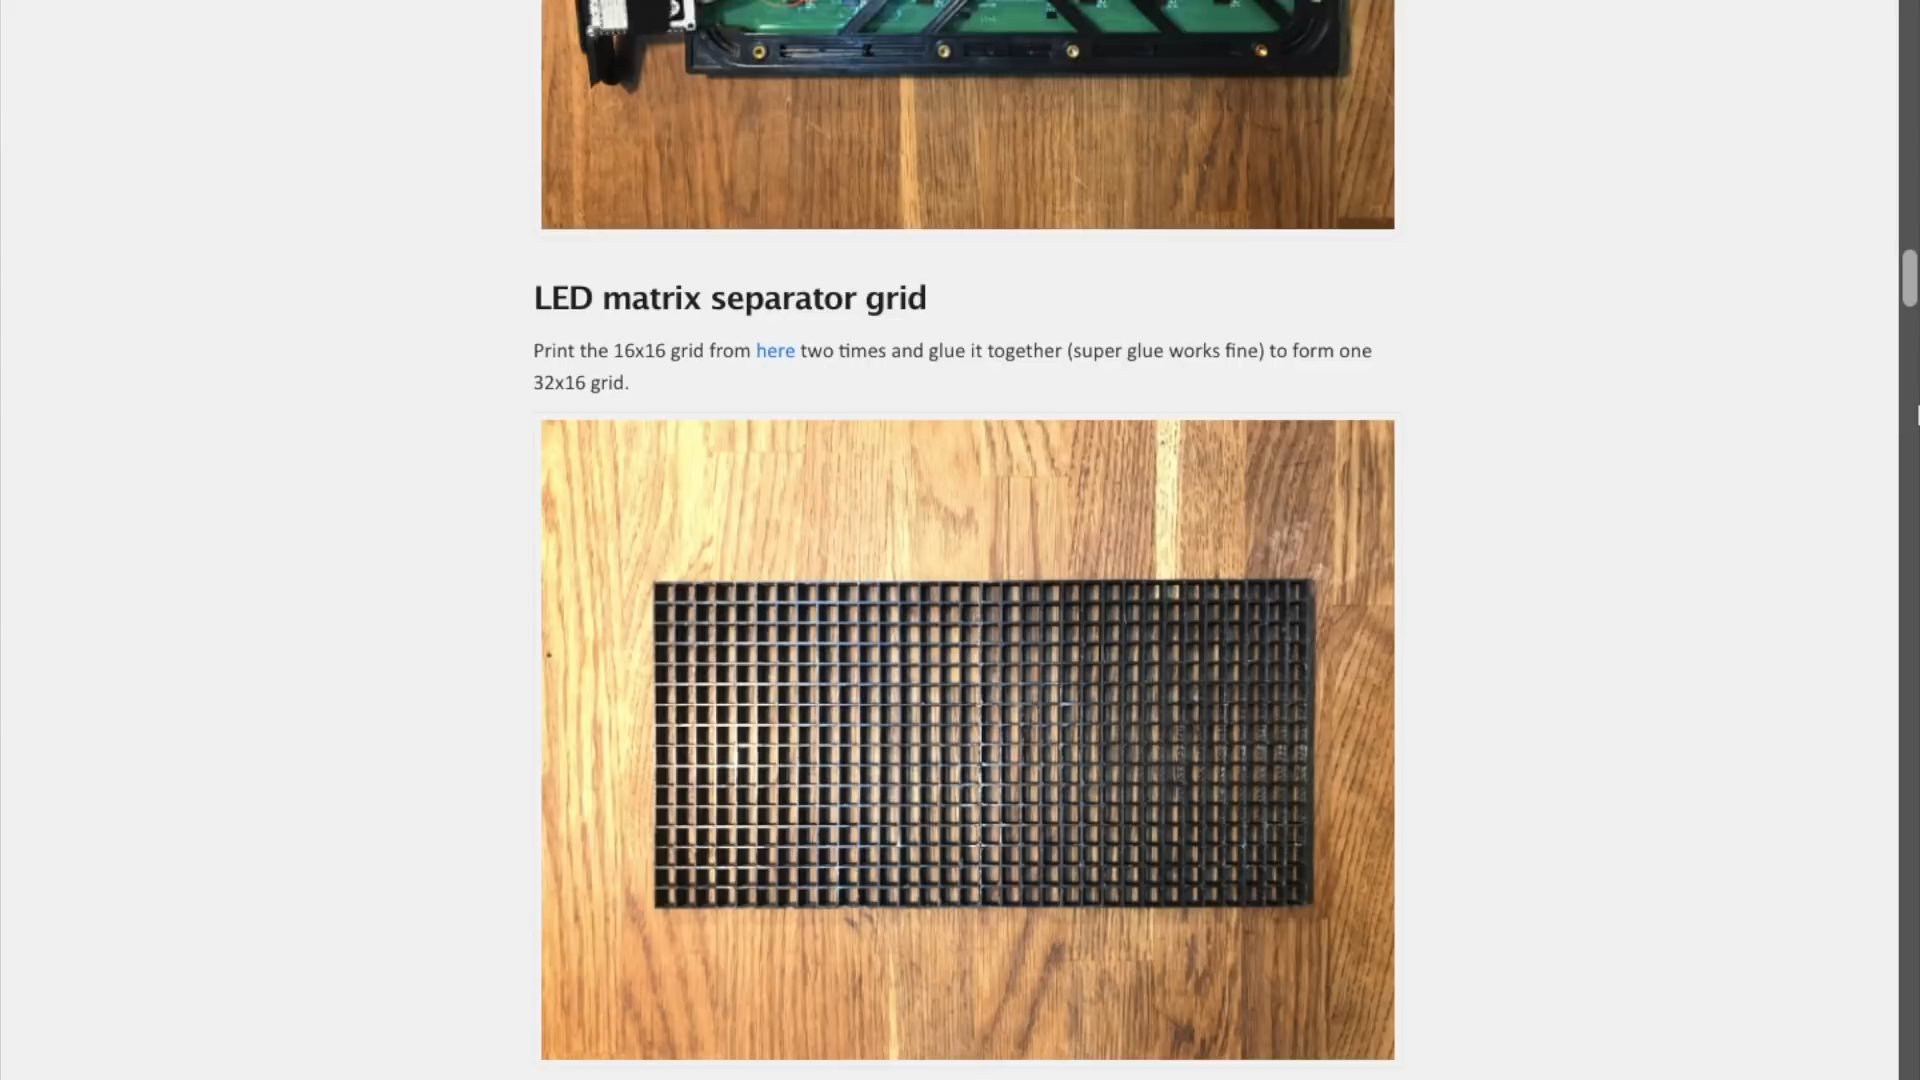 LED matrix separator grid
Print the 16x16 grid from here two times and glue it together (super glue works fine) to form one
32x16 grid.